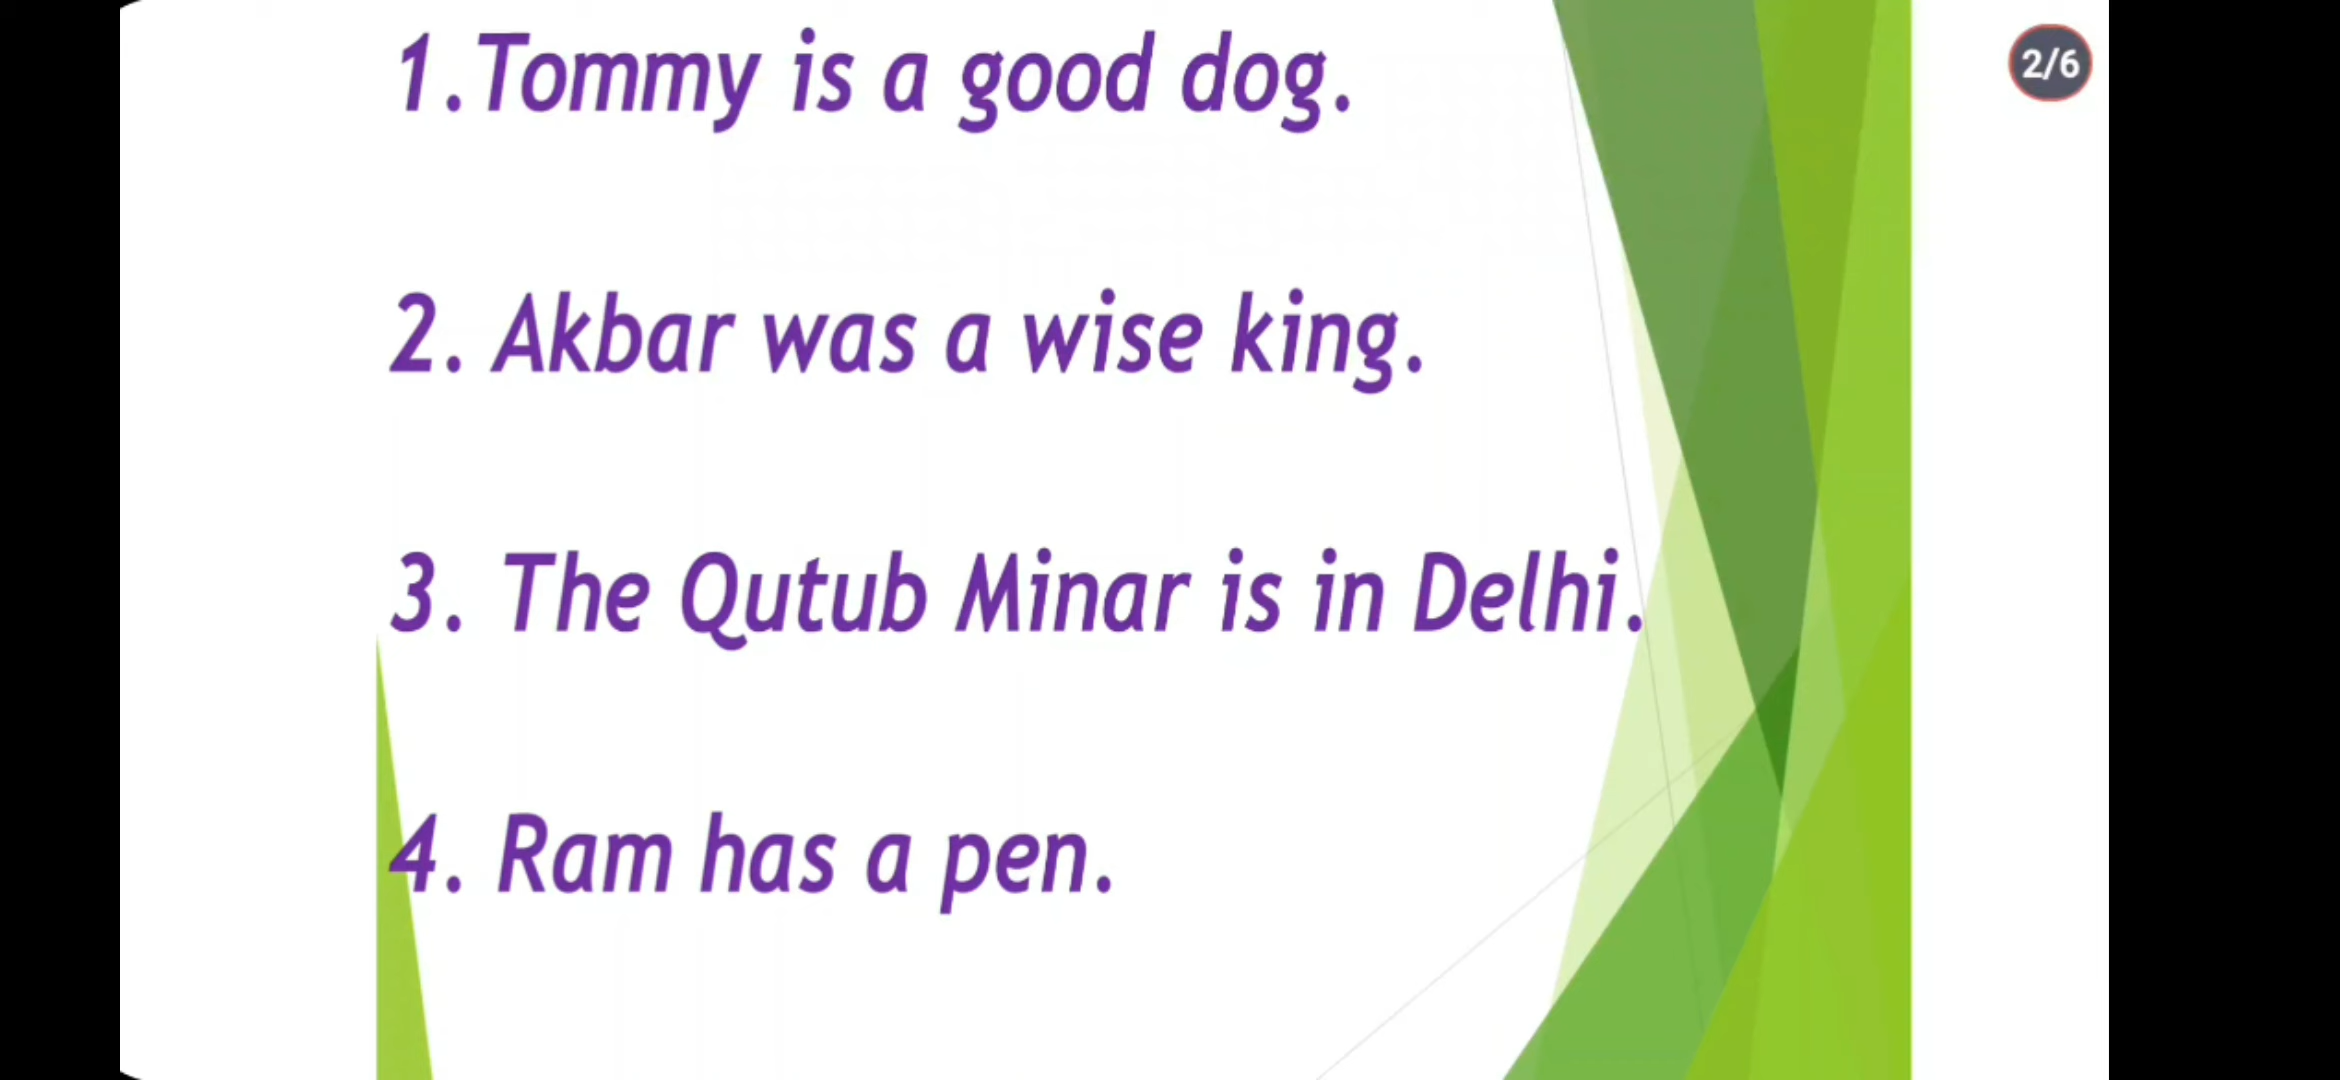 1.Tommy is a good dog.
2/6
2. Akbar was a wise king.
3. The Qutub Minar is in Delhi.
4. Ram has a pen.